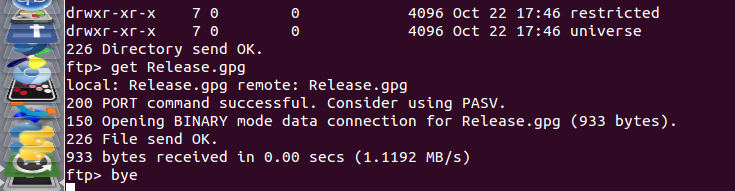 drwxr-xr-x 7 0 0 4096 Oct 22 17:46 restricted
drwxr-xr-x 7 0 0 4096 Oct 22 17:46 universe
226 Directory send OK.
ftp> get Release.gpg
local: Release.gpg remote: Release.gpg
200 PORT command successful. Consider using PASV.
150 Opening BINARY mode data connection for Release.gpg (933 bytes).
226 File send OK.
933 bytes received in 0.00 secs (1.1192 MB/s)
ftp> bye